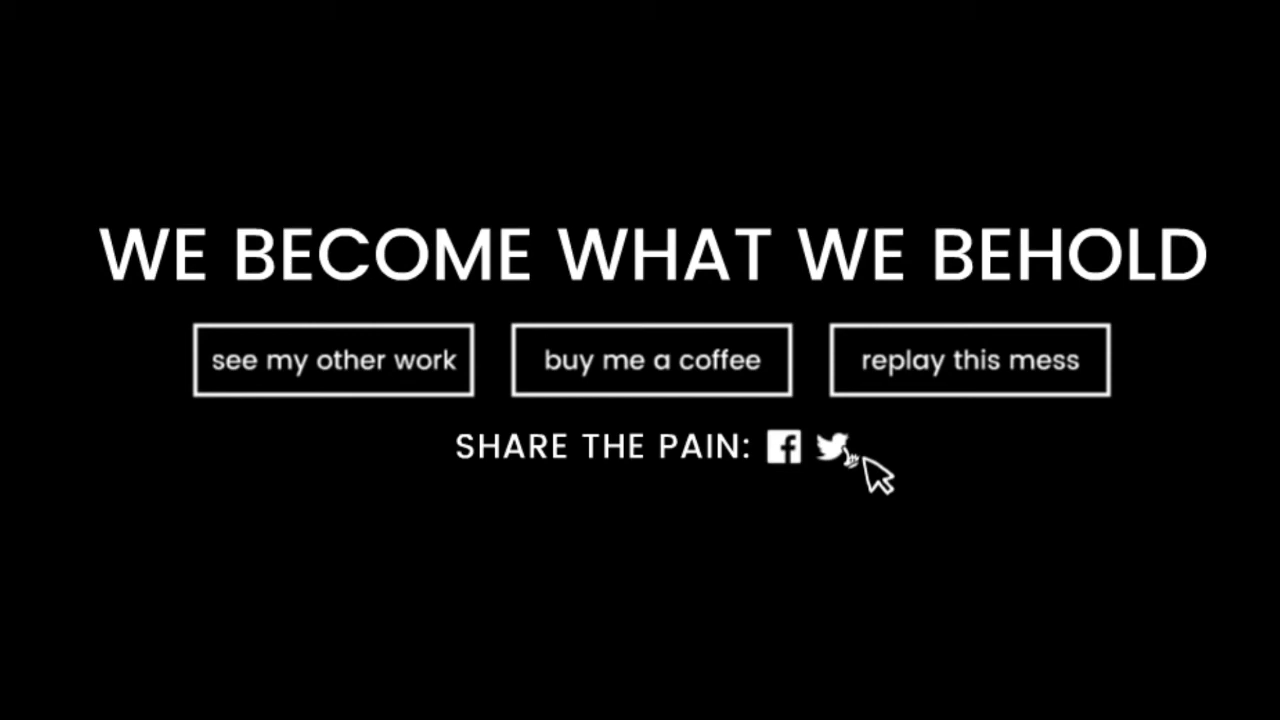 WE BECOME WHAT WE BEHOLD
see my other work
buy me a coffee
replay this mess
SHARE THE PAIN: